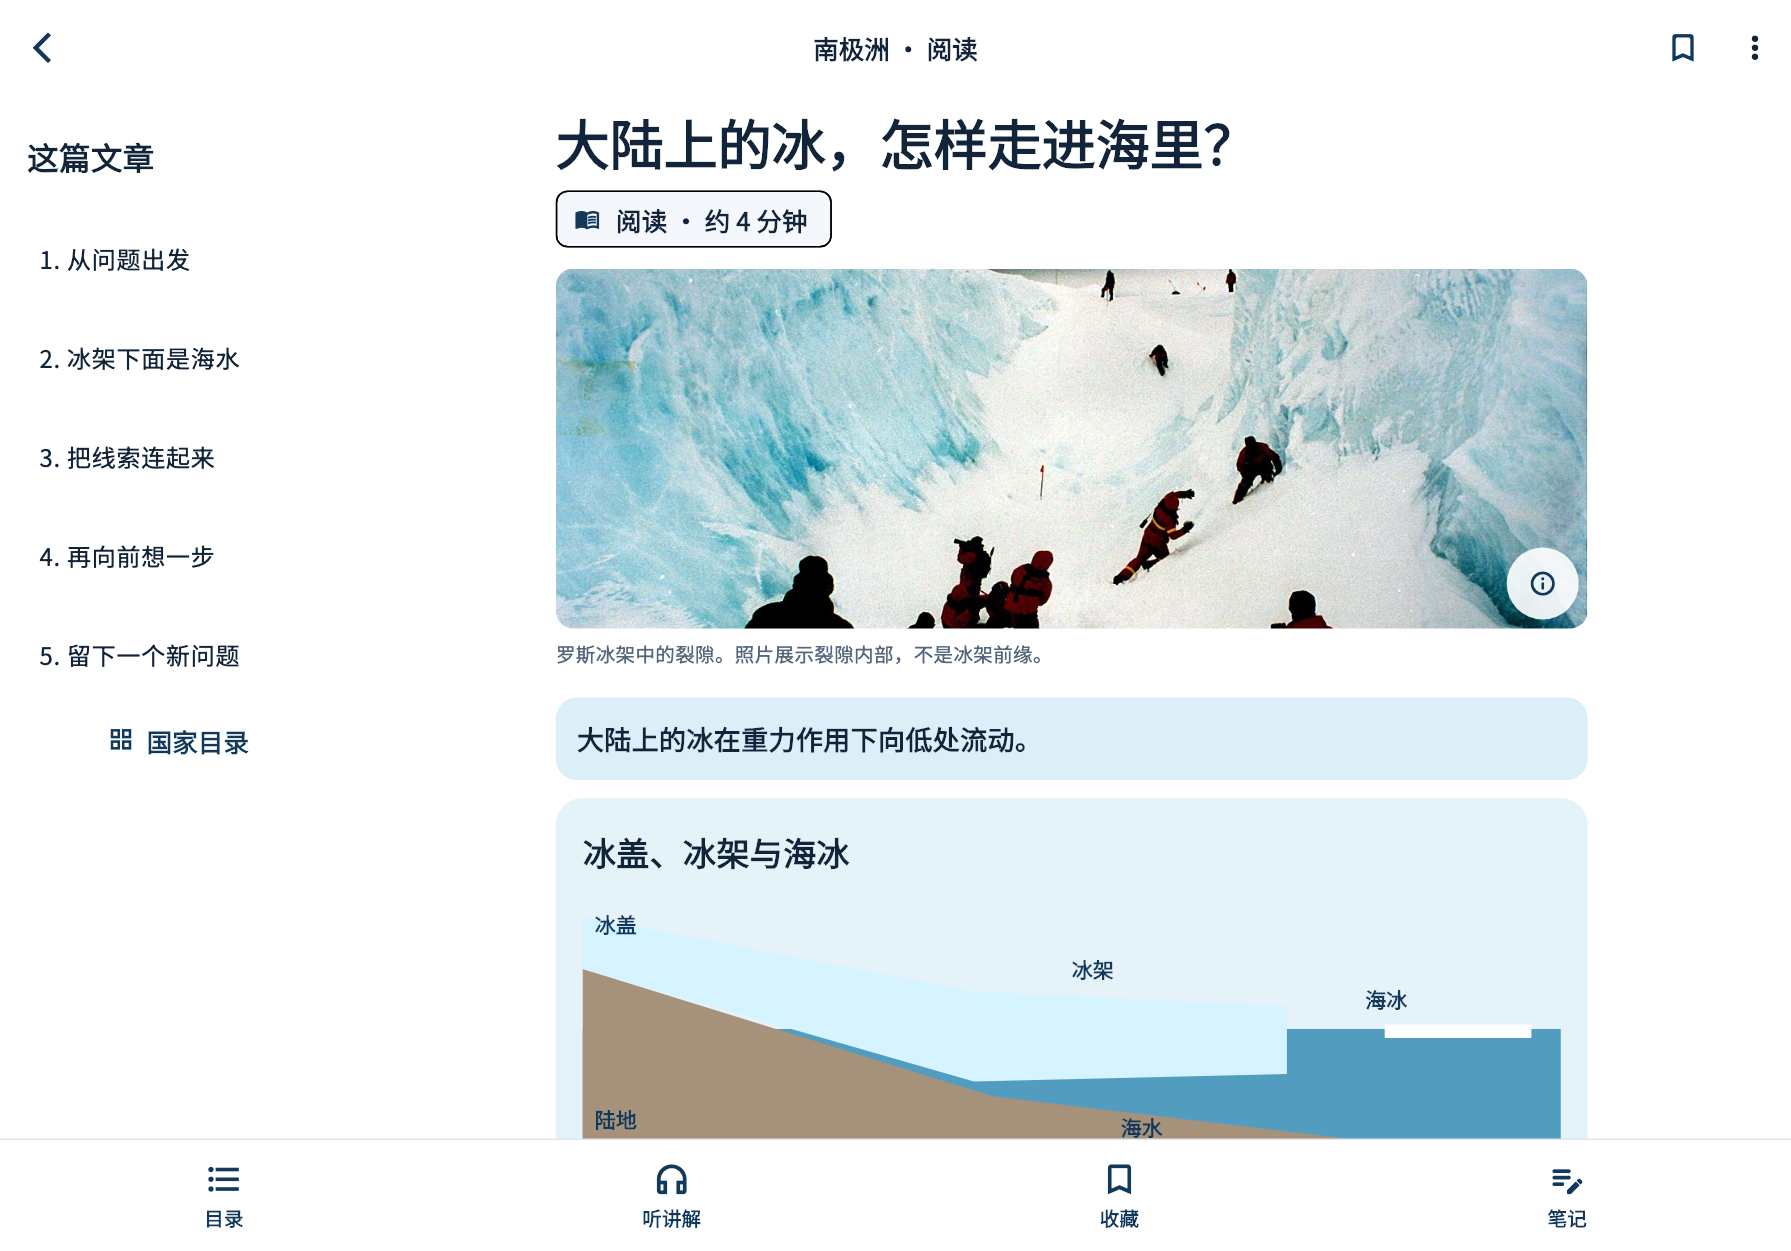 南极洲 • 阅读
这篇文章
1. 从问题出发
2. 冰架下面是海水
3. 把线索连起来
4. 再向前想一步
5. 留下一个新问题
国家目录
大陆上的冰，怎样走进海里？
阅读 • 约 4 分钟
罗斯冰架中的裂隙。照片展示裂隙内部，不是冰架前缘。
大陆上的冰在重力作用下向低处流动。
冰盖、冰架与海冰
冰盖
冰架
海冰
陆地
海水
目录
听讲解
收藏
笔记